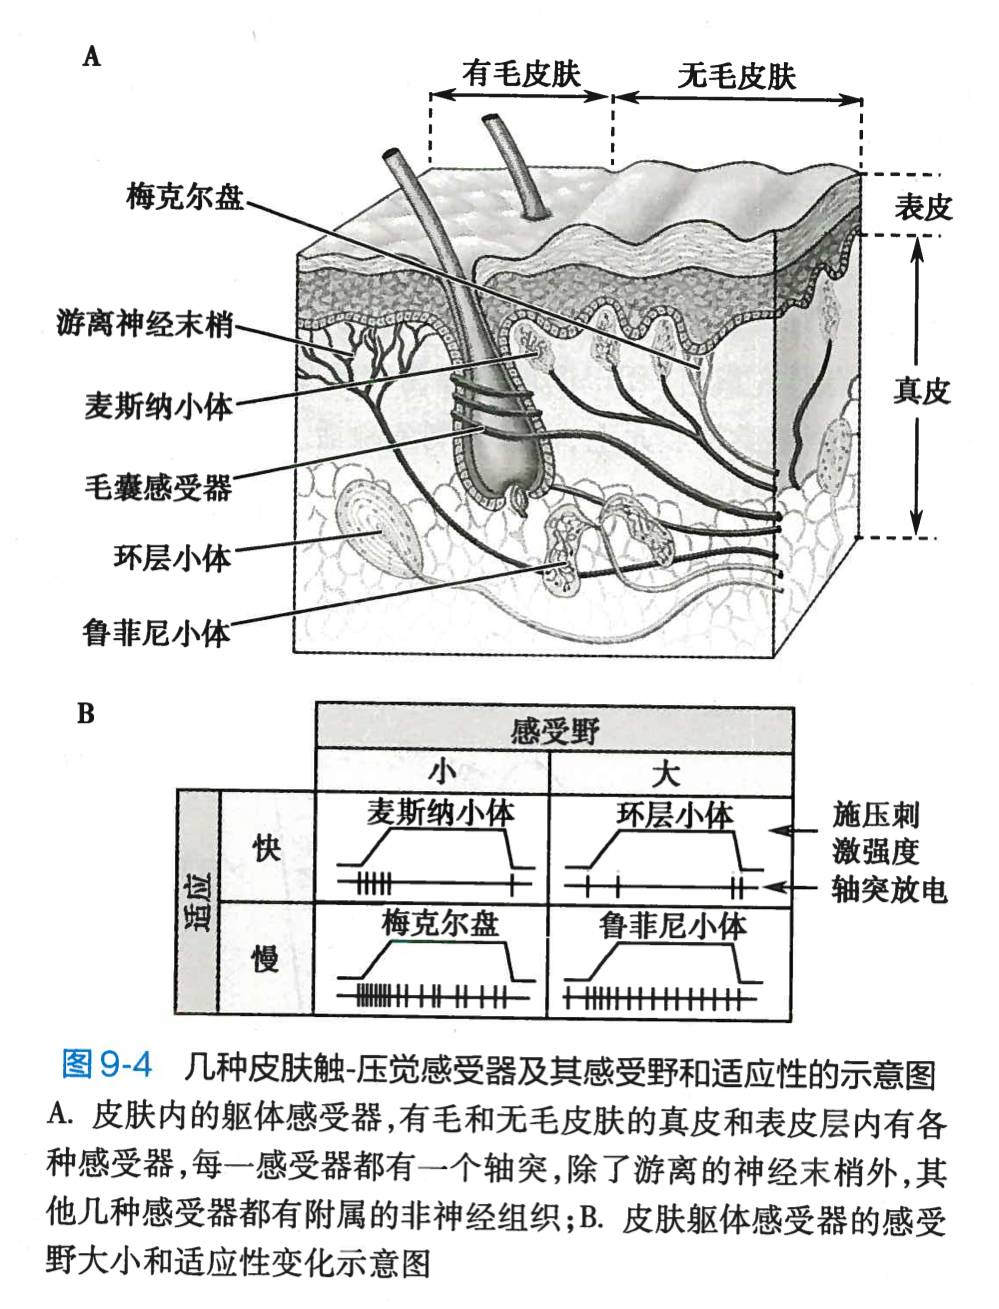 A
有毛皮肤
无毛皮肤
梅克尔盘
表皮
游离神经末梢
麦斯纳小体
真皮
毛囊感受器
环层小体
鲁菲尼小体
B
感受野
小
大
适应
快
麦斯纳小体
环层小体
施压刺
激强度
轴突放电
慢
梅克尔盘
鲁菲尼小体
图9-4 几种皮肤触-压觉感受器及其感受野和适应性的示意图
A. 皮肤内的躯体感受器,有毛和无毛皮肤的真皮和表皮层内有各
种感受器,每一感受器都有一个轴突,除了游离的神经末梢外,其
他几种感受器都有附属的非神经组织;B. 皮肤躯体感受器的感受
野大小和适应性变化示意图